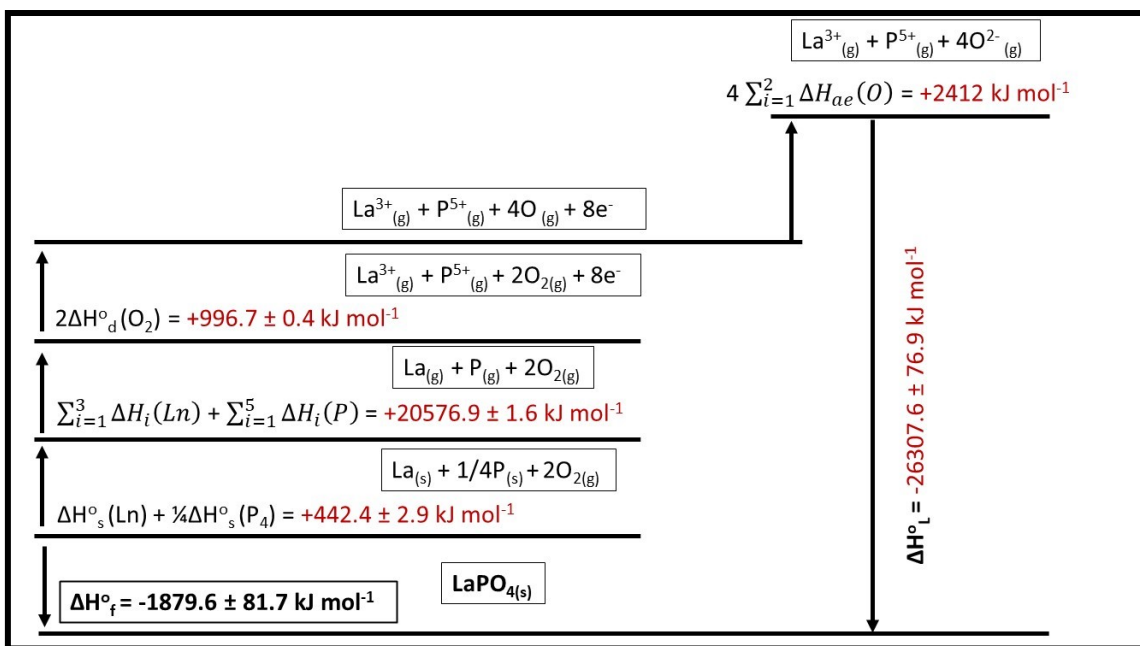 La³⁺₍g₎ + P⁵⁺₍g₎ + 4O²⁻ ₍g₎
4 ∑²ᵢ₌₁ ΔHₐₑ(O) = +2412 kJ mol⁻¹
La³⁺₍g₎ + P⁵⁺₍g₎ + 4O ₍g₎ + 8e⁻
La³⁺₍g₎ + P⁵⁺₍g₎ + 2O₂₍g₎ + 8e⁻
2ΔH°d(O₂) = +996.7 ± 0.4 kJ mol⁻¹
La₍g₎ + P₍g₎ + 2O₂₍g₎
∑³ᵢ₌₁ ΔHᵢ(Ln) + ∑⁵ᵢ₌₁ ΔHᵢ(P) = +20576.9 ± 1.6 kJ mol⁻¹
La₍s₎ + 1/4P₍s₎ + 2O₂₍g₎
ΔH°ₛ(Ln) + ¼ΔH°ₛ(P₄) = +442.4 ± 2.9 kJ mol⁻¹
LaPO₄₍s₎
ΔH°f = -1879.6 ± 81.7 kJ mol⁻¹
ΔH°L = -26307.6 ± 76.9 kJ mol⁻¹